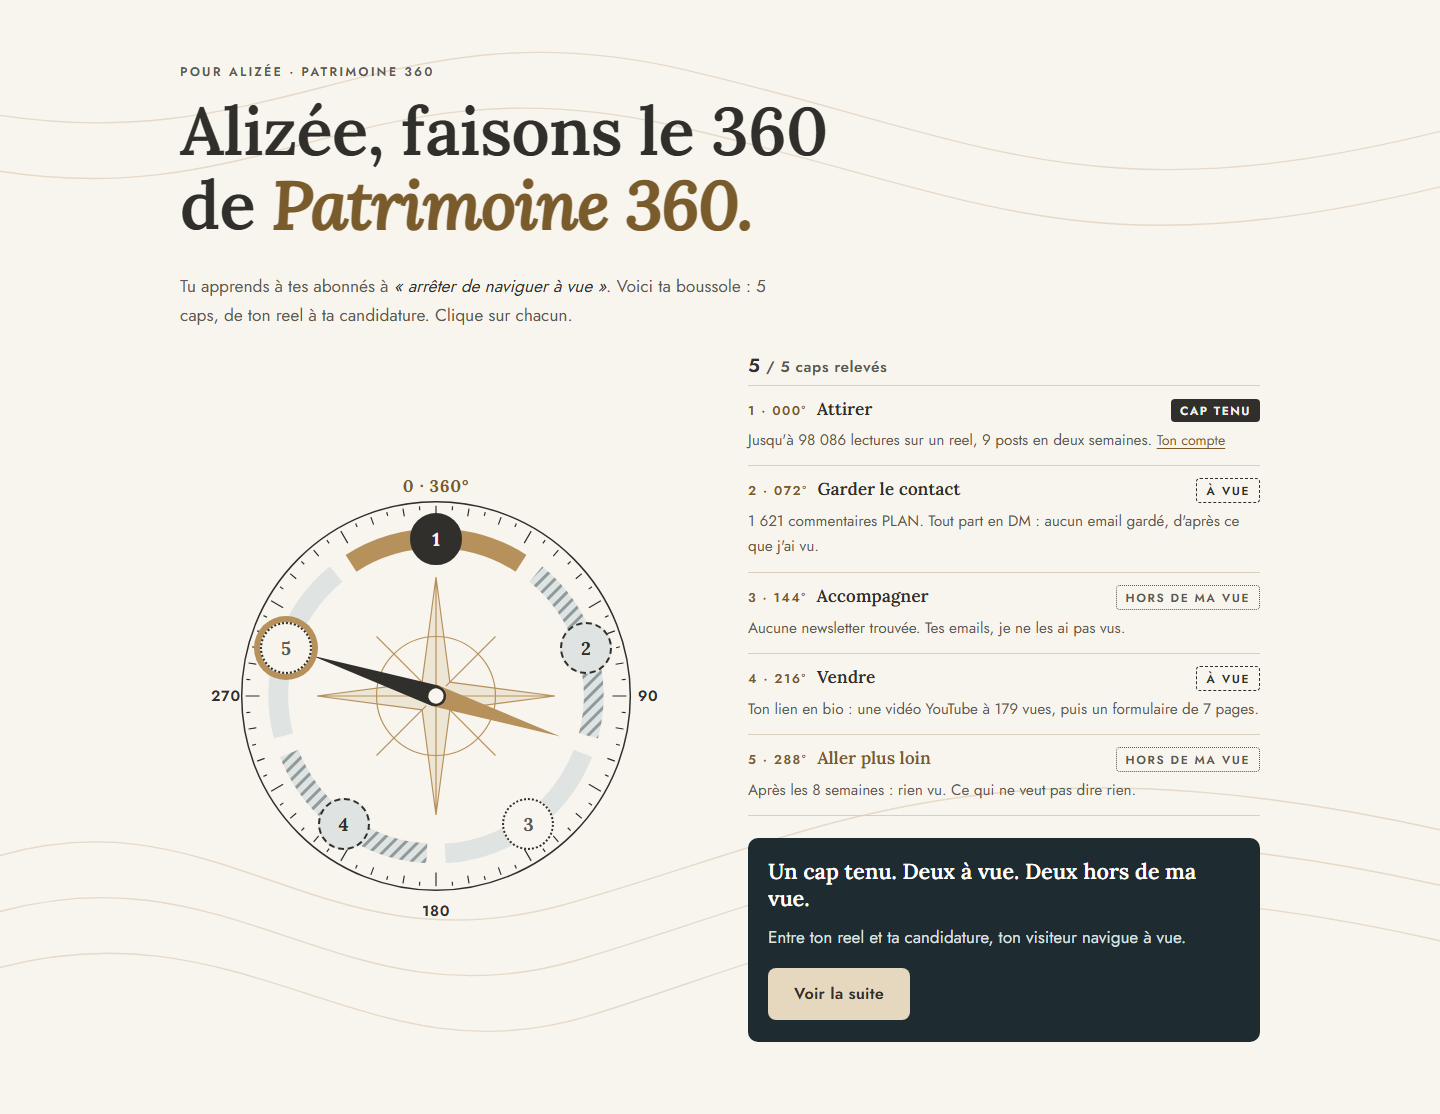 POUR ALIZÉE · PATRIMOINE 360
Alizée, faisons le 360
de Patrimoine 360.
Tu apprends à tes abonnés à « arrêter de naviguer à vue ». Voici ta boussole : 5
caps, de ton reel à ta candidature. Clique sur chacun.
0 · 360°
1
2
3
4
5
270
90
180
5 / 5 caps relevés
1 · 000° Attirer CAP TENU
Jusqu'à 98 086 lectures sur un reel, 9 posts en deux semaines. Ton compte
2 · 072° Garder le contact À VUE
1 621 commentaires PLAN. Tout part en DM : aucun email gardé, d'après ce
que j'ai vu.
3 · 144° Accompagner HORS DE MA VUE
Aucune newsletter trouvée. Tes emails, je ne les ai pas vus.
4 · 216° Vendre À VUE
Ton lien en bio : une vidéo YouTube à 179 vues, puis un formulaire de 7 pages.
5 · 288° Aller plus loin HORS DE MA VUE
Après les 8 semaines : rien vu. Ce qui ne veut pas dire rien.
Un cap tenu. Deux à vue. Deux hors de ma
vue.
Entre ton reel et ta candidature, ton visiteur navigue à vue.
Voir la suite